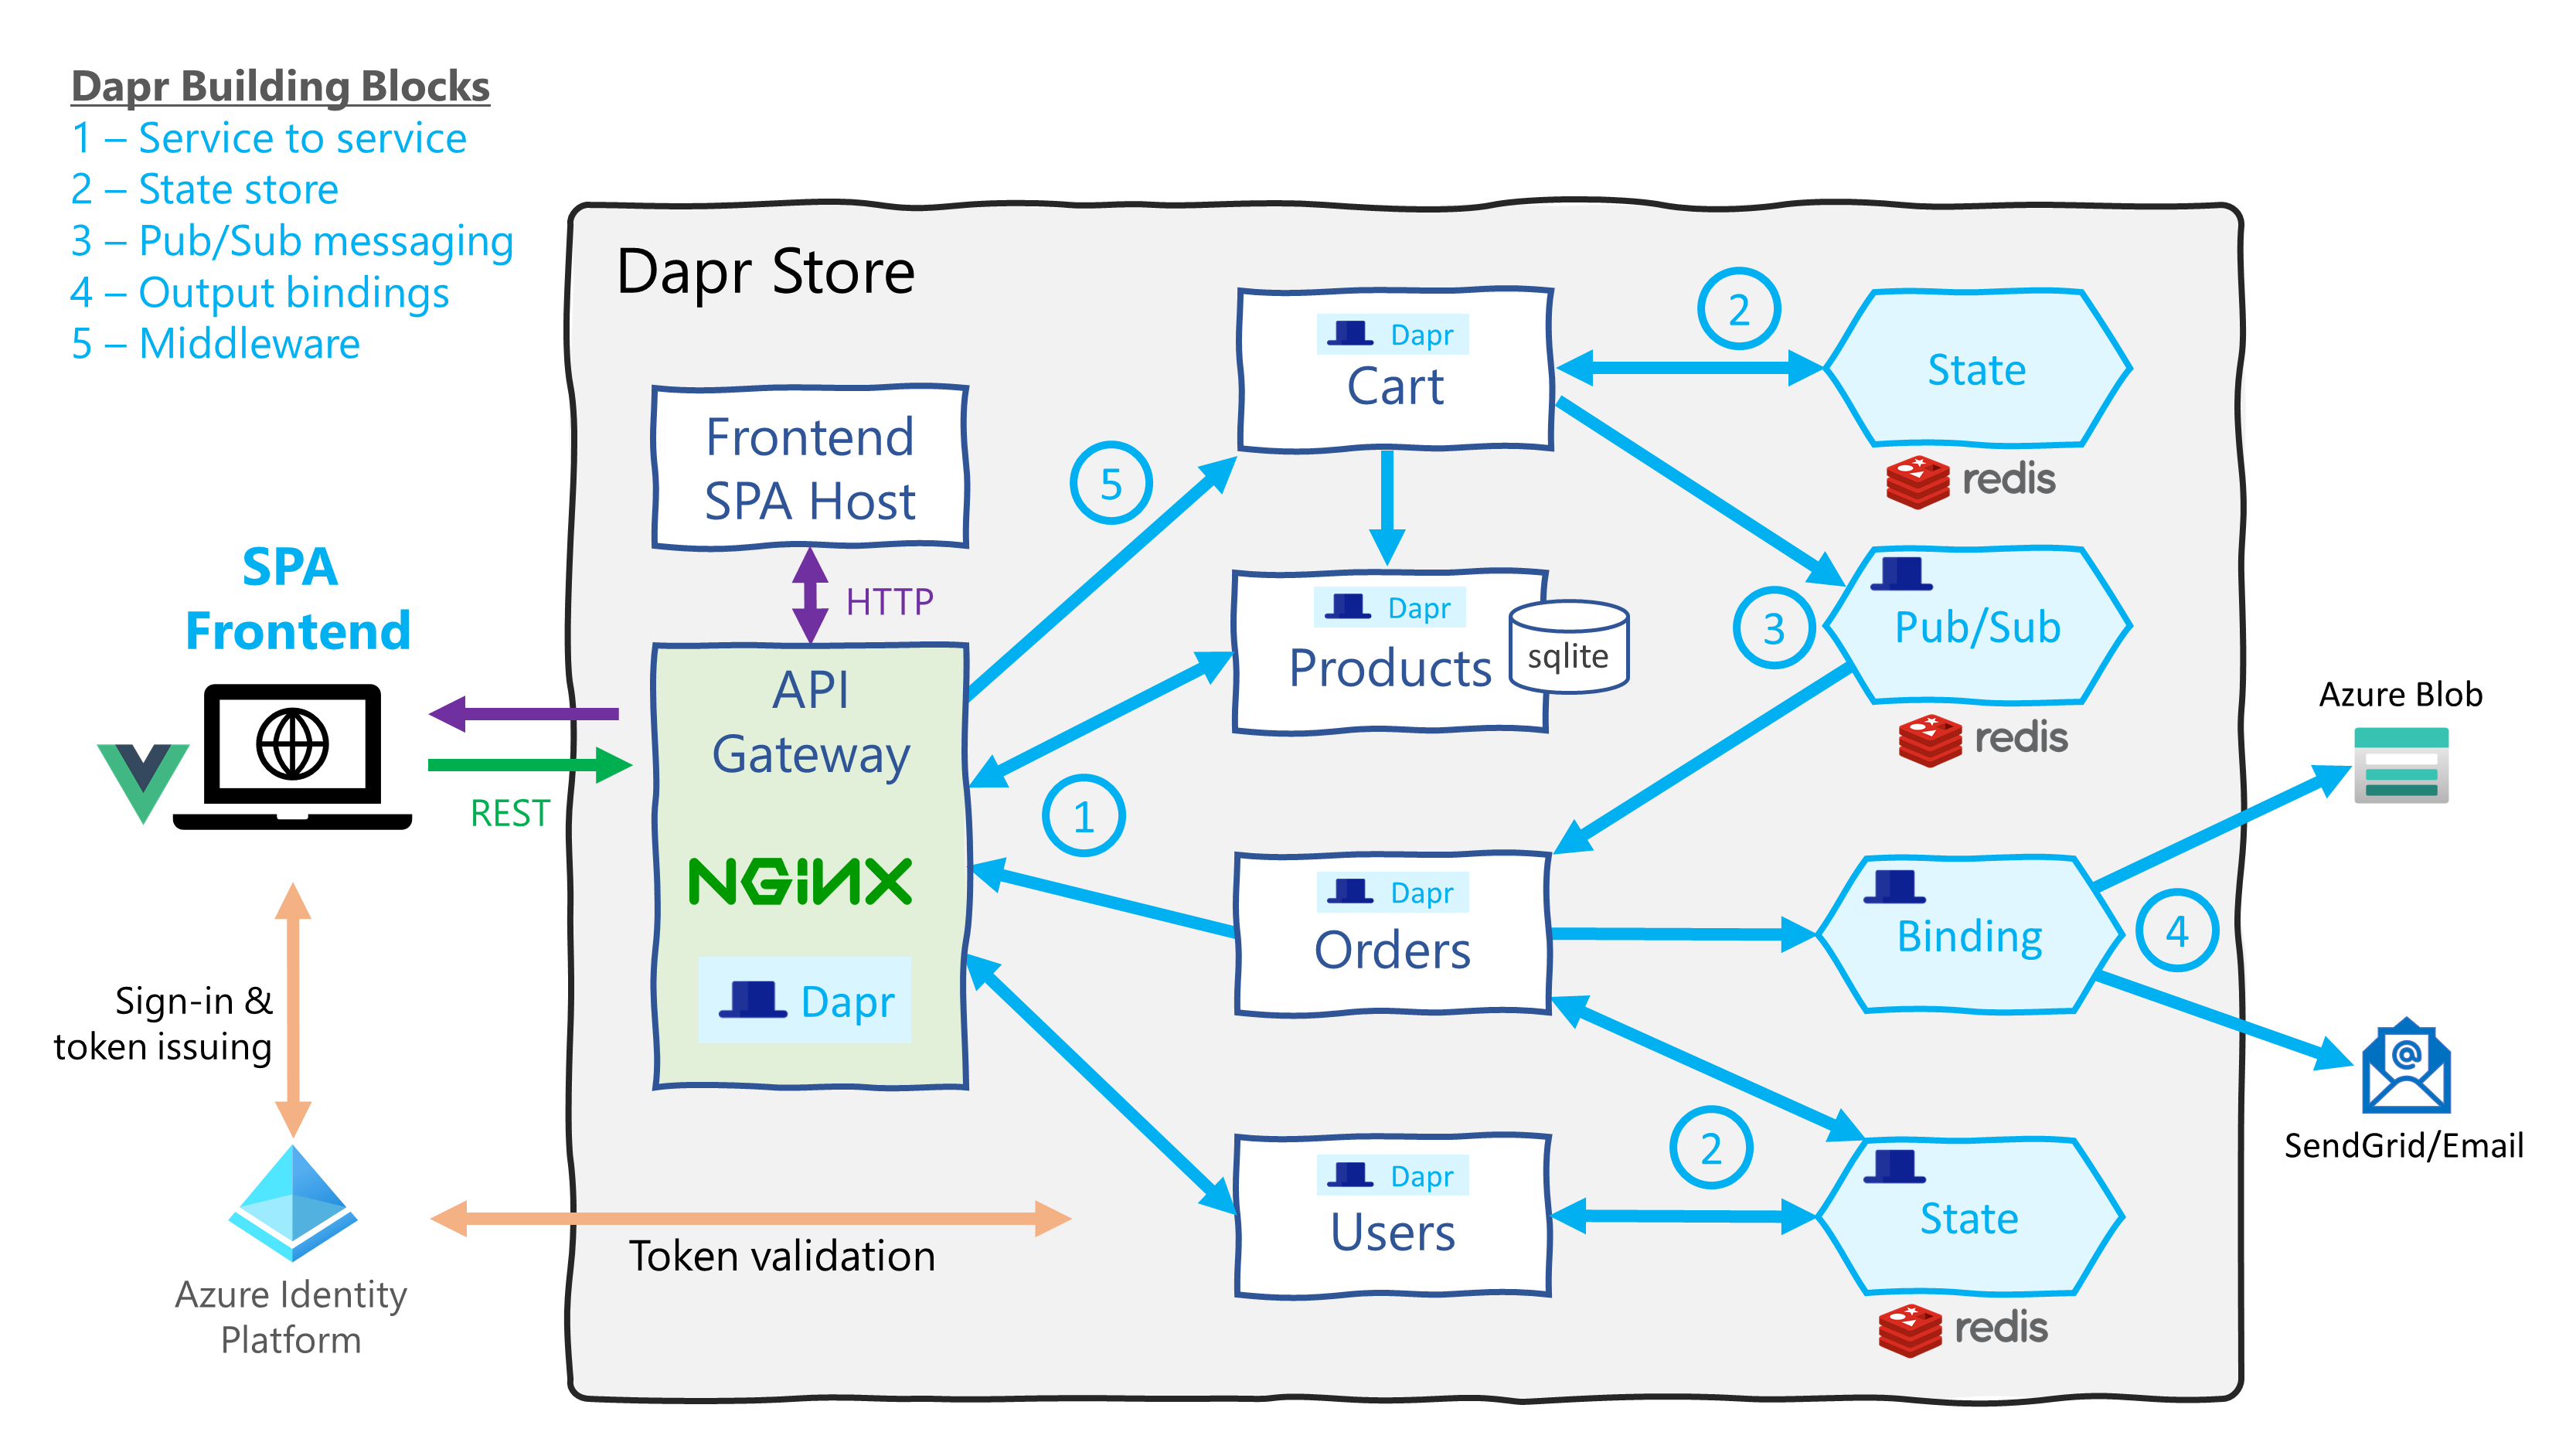 Dapr Building Blocks
1 – Service to service
2 – State store
3 – Pub/Sub messaging
4 – Output bindings
5 – Middleware
Dapr Store
Frontend
SPA Host
HTTP
API
Gateway
NGINX
Dapr
SPA
Frontend
REST
Sign-in &
token issuing
Azure Identity
Platform
Token validation
5
1
Dapr
Cart
Dapr
Products
sqlite
Dapr
Orders
Dapr
Users
2
State
redis
3
Pub/Sub
redis
Binding
4
2
State
redis
Azure Blob
SendGrid/Email